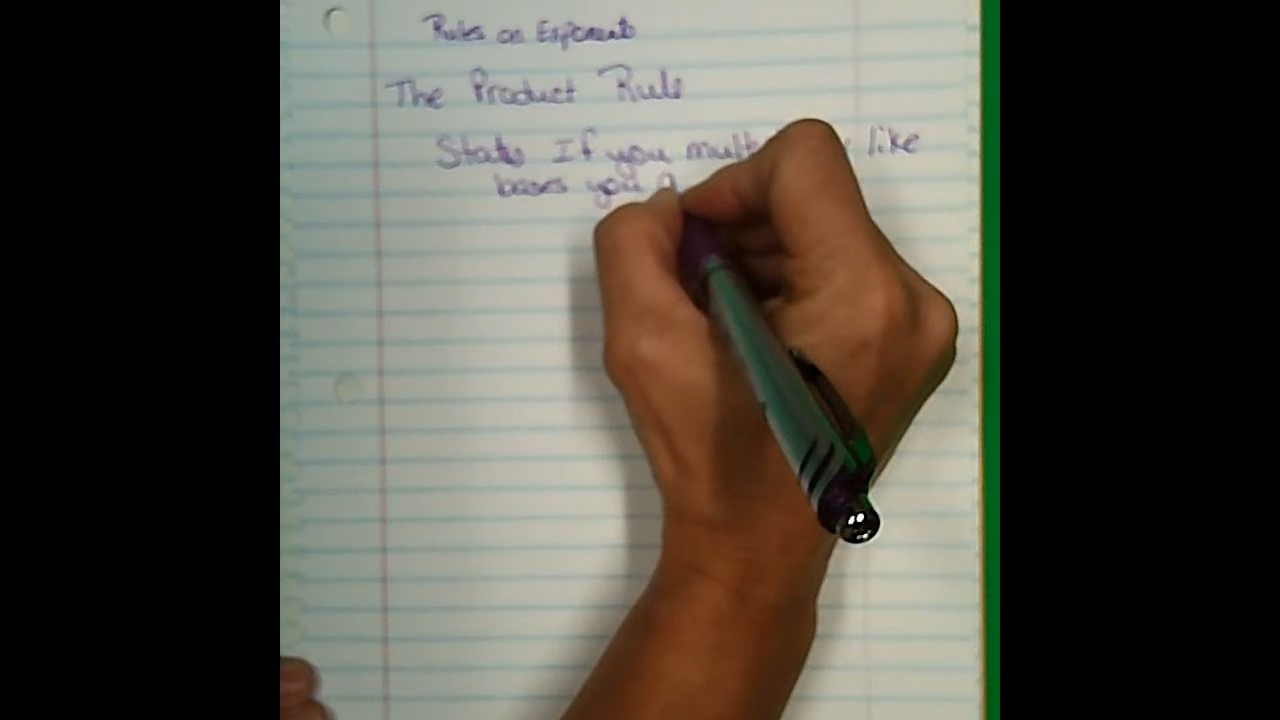 Rules on Exponents
The Product Rule
States If you mult like
bases you